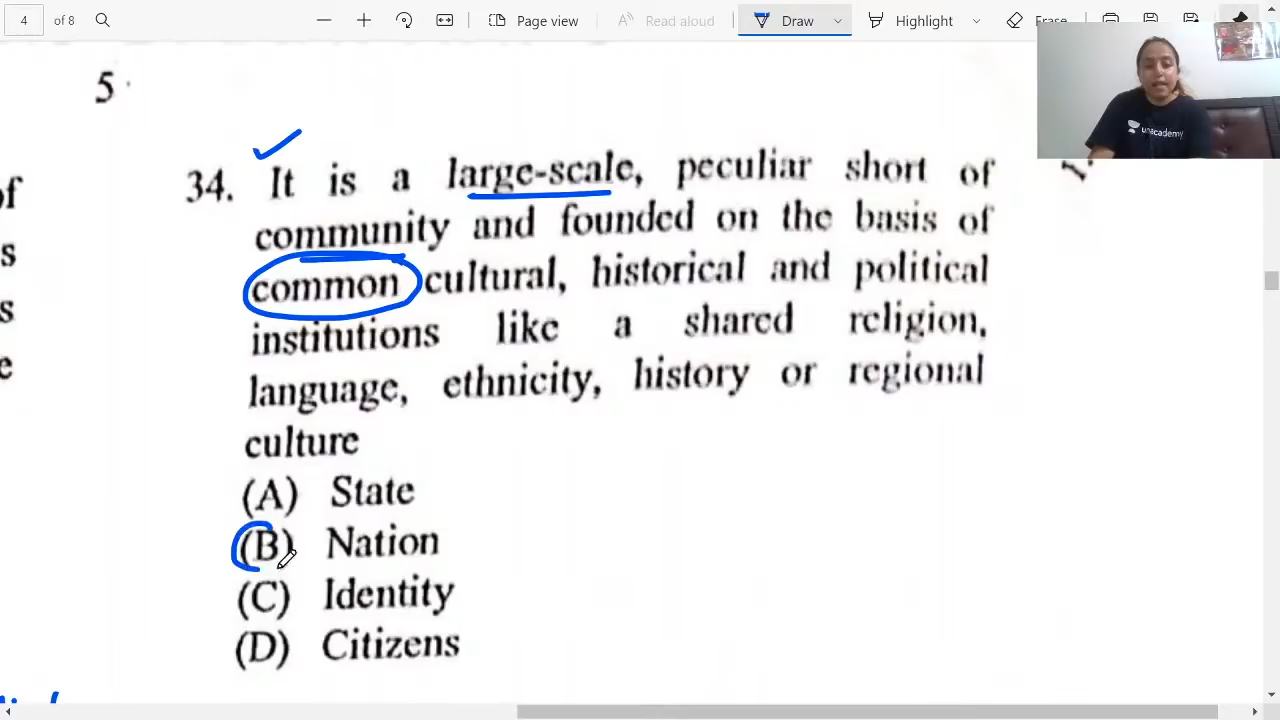 4 of 8 Page view Read aloud Draw Highlight Erase
5
unacademy
34. It is a large-scale, peculiar short of
community and founded on the basis of
common cultural, historical and political
institutions like a shared religion,
language, ethnicity, history or regional
culture
(A) State
(B) Nation
(C) Identity
(D) Citizens
of
s
s
e